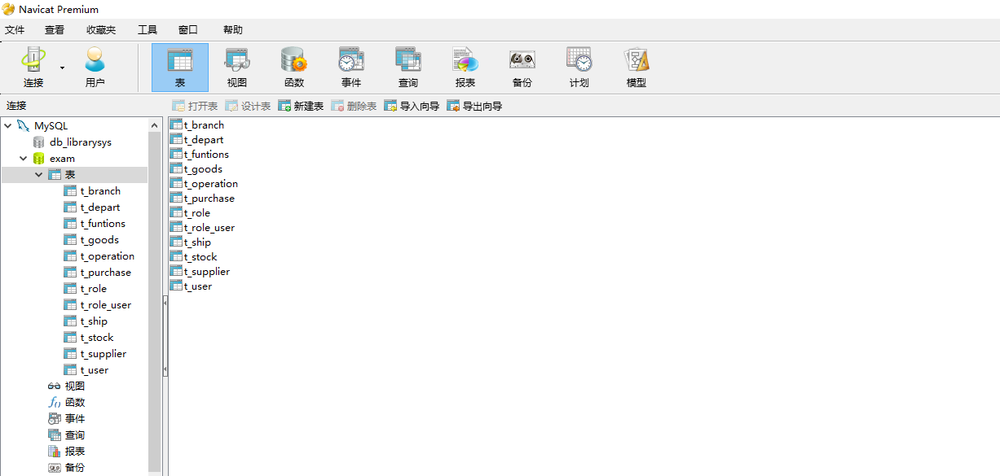 Navicat Premium
文件 查看 收藏夹 工具 窗口 帮助
连接 用户 表 视图 函数 事件 查询 报表 备份 计划 模型
连接 打开表 设计表 新建表 删除表 导入向导 导出向导
MySQL
db_librarysys
exam
表
t_branch
t_depart
t_funtions
t_goods
t_operation
t_purchase
t_role
t_role_user
t_ship
t_stock
t_supplier
t_user
视图
函数
事件
查询
报表
备份
t_branch
t_depart
t_funtions
t_goods
t_operation
t_purchase
t_role
t_role_user
t_ship
t_stock
t_supplier
t_user